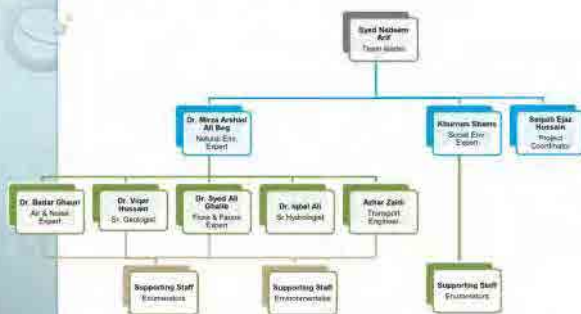 Syed Nadeem
Arif
Team leader
Dr. Mirza Arshad
Ali Beg
Natural Env.
Expert
Khurram Shams
Social Env
Expert
Serjuti Ejaz
Hussain
Project
Coordinator
Dr. Badar Ghauri
Air & Noise
Expert
Dr. Viqar
Hussain
Sr. Geologist
Dr. Syed Ali
Ghalib
Flora & Fauna
Expert
Dr. Iqbal Ali
Sr Hydrologist
Azhar Zaidi
Transport
Engineer
Supporting Staff
Enumerators
Supporting Staff
Environmentalist
Supporting Staff
Enumerators